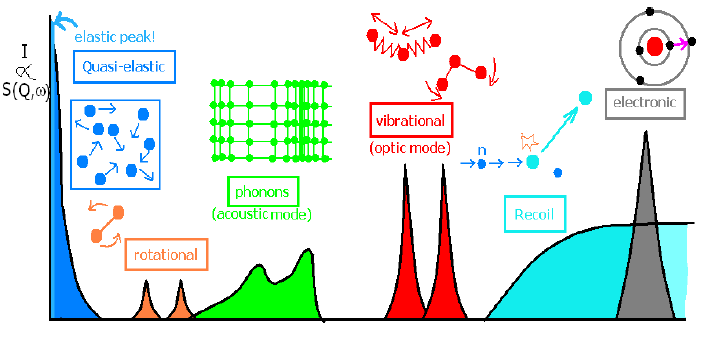 elastic peak!
I
∝
S(Q,ω)
Quasi-elastic
rotational
phonons
(acoustic mode)
vibrational
(optic mode)
n
Recoil
electronic